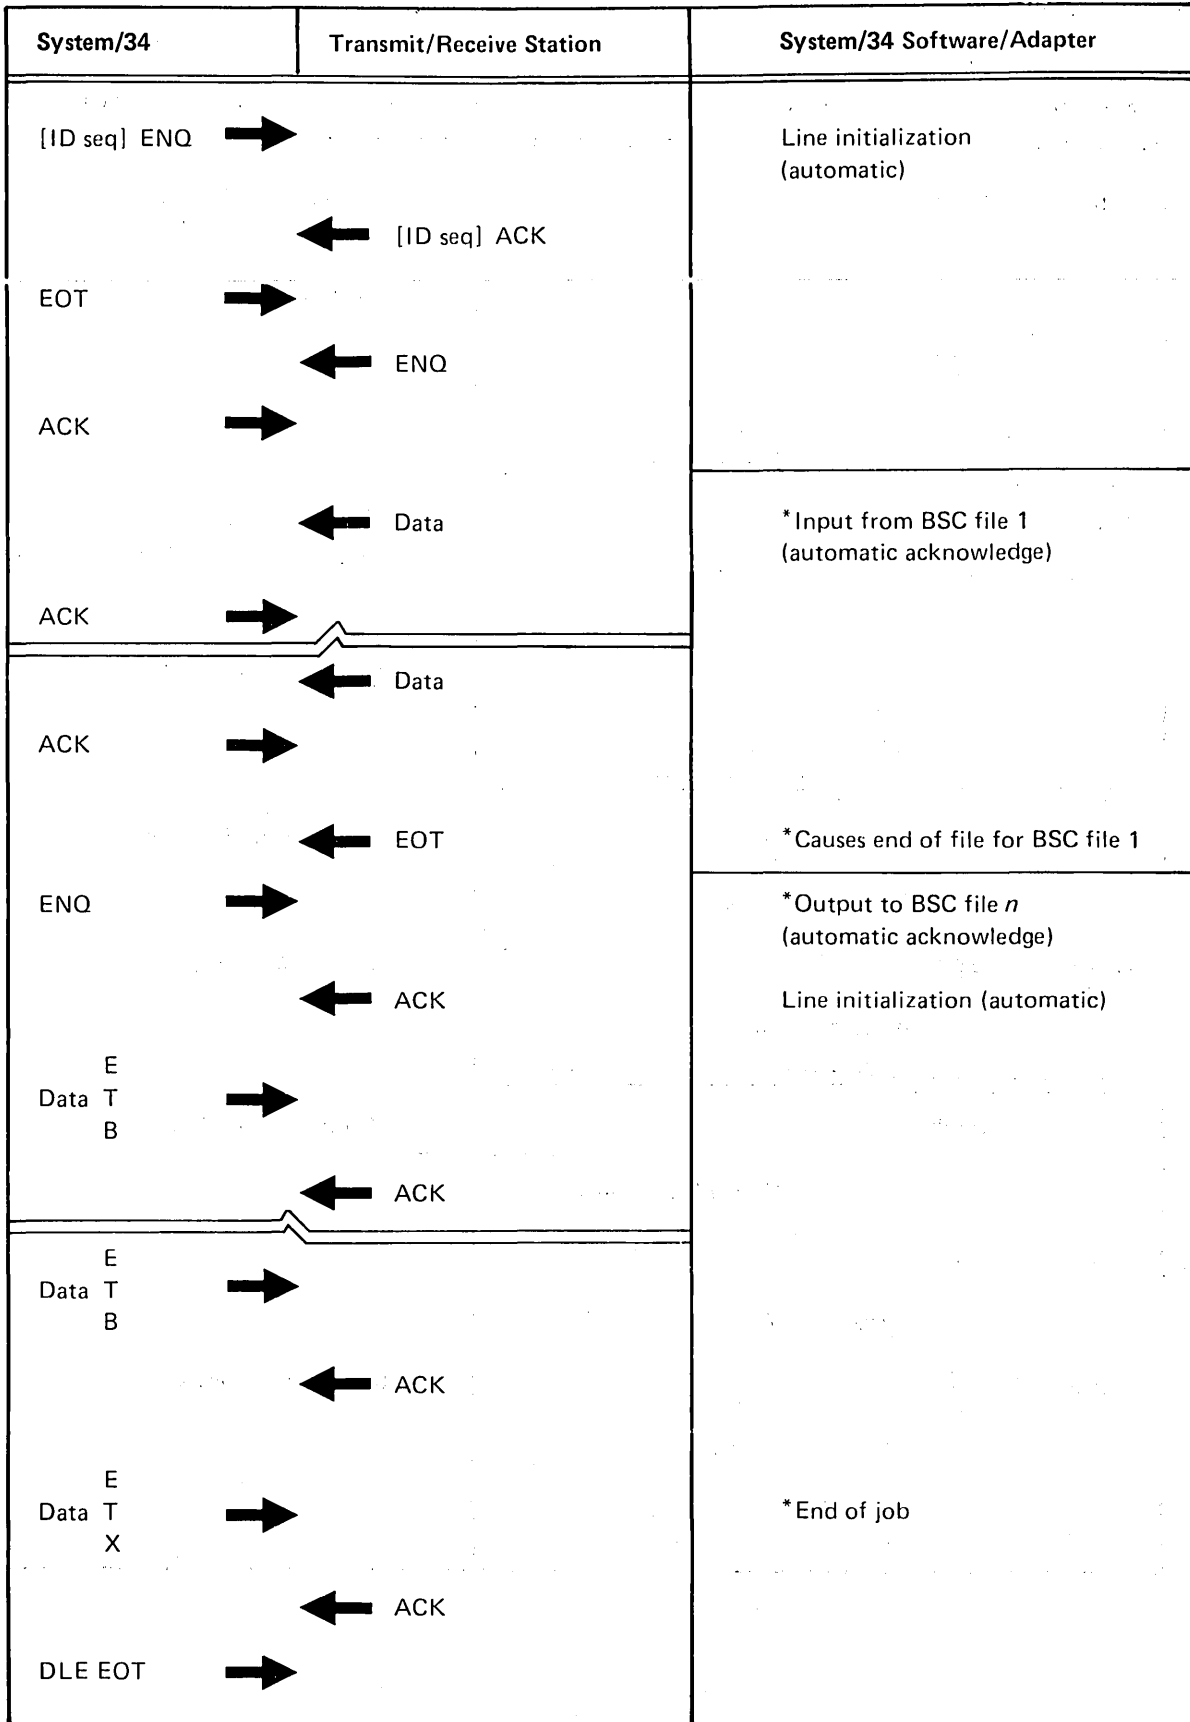 System/34 Transmit/Receive Station System/34 Software/Adapter
[ID seq] ENQ Line initialization
(automatic)
[ID seq] ACK
EOT
ENQ
ACK
Data *Input from BSC file 1
(automatic acknowledge)
ACK
Data
ACK
EOT *Causes end of file for BSC file 1
ENQ *Output to BSC file n
(automatic acknowledge)
ACK Line initialization (automatic)
E
Data T
B
ACK
E
Data T
B
ACK
E
Data T *End of job
X
ACK
DLE EOT